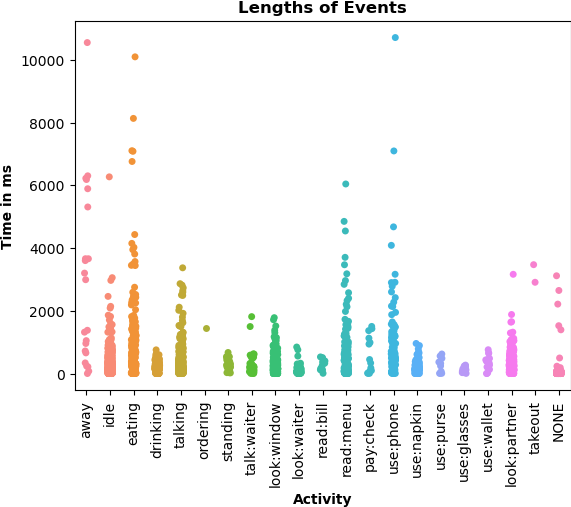 Lengths of Events
Time in ms
10000
8000
6000
4000
2000
0
away
idle
eating
drinking
talking
ordering
standing
talk:waiter
look:window
look:waiter
read:bill
read:menu
pay:check
use:phone
use:napkin
use:purse
use:glasses
use:wallet
look:partner
takeout
NONE
Activity